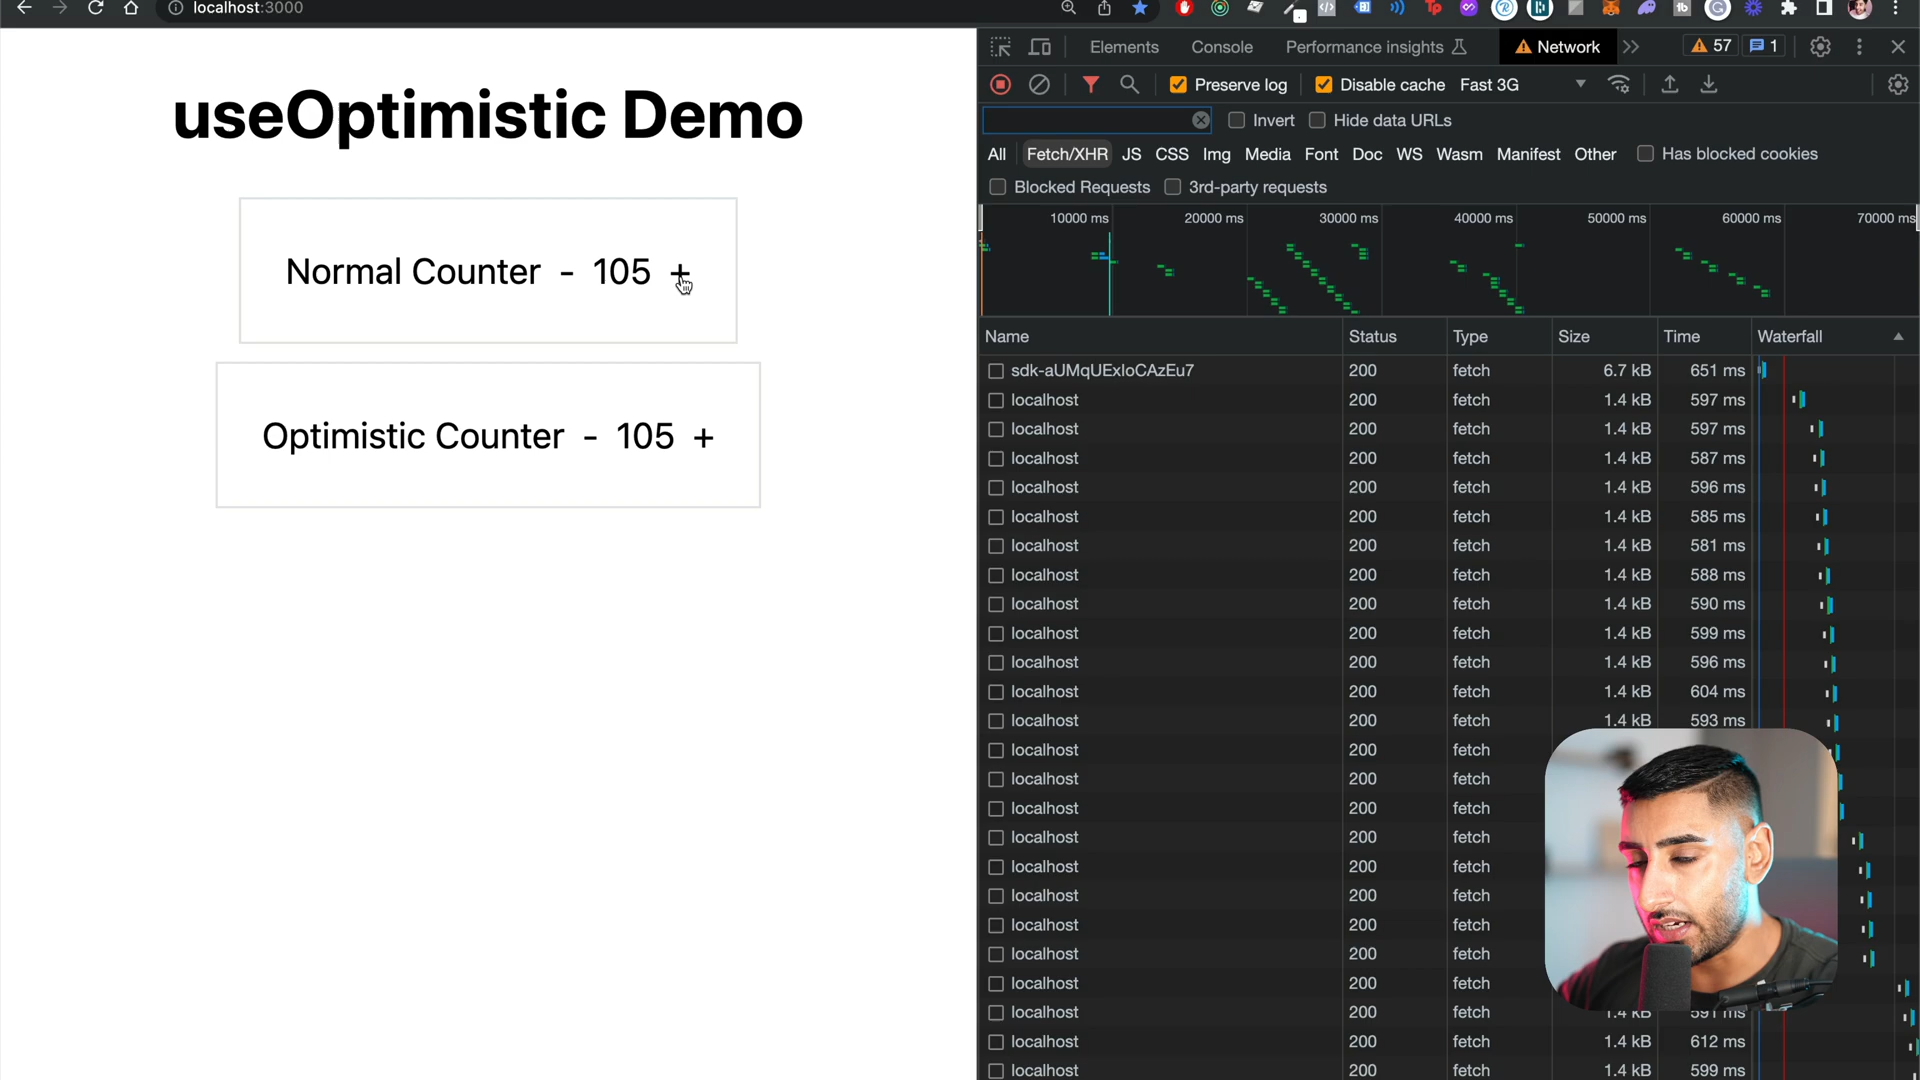 localhost:3000
Elements Console Performance insights Network 57 1
Preserve log Disable cache Fast 3G
Invert Hide data URLs
All Fetch/XHR JS CSS Img Media Font Doc WS Wasm Manifest Other Has blocked cookies
Blocked Requests 3rd-party requests
10000 ms 20000 ms 30000 ms 40000 ms 50000 ms 60000 ms 70000 ms
useOptimistic Demo
Normal Counter - 105 +
Optimistic Counter - 105 +
Name Status Type Size Time Waterfall
sdk-aUMqUExIoCAzEu7 200 fetch 6.7 kB 651 ms
localhost 200 fetch 1.4 kB 597 ms
localhost 200 fetch 1.4 kB 597 ms
localhost 200 fetch 1.4 kB 587 ms
localhost 200 fetch 1.4 kB 596 ms
localhost 200 fetch 1.4 kB 585 ms
localhost 200 fetch 1.4 kB 581 ms
localhost 200 fetch 1.4 kB 588 ms
localhost 200 fetch 1.4 kB 590 ms
localhost 200 fetch 1.4 kB 599 ms
localhost 200 fetch 1.4 kB 596 ms
localhost 200 fetch 1.4 kB 604 ms
localhost 200 fetch 1.4 kB 593 ms
localhost 200 fetch
localhost 200 fetch
localhost 200 fetch
localhost 200 fetch
localhost 200 fetch
localhost 200 fetch
localhost 200 fetch
localhost 200 fetch
localhost 200 fetch
localhost 200 fetch 1.4 kB 591 ms
localhost 200 fetch 1.4 kB 612 ms
localhost 200 fetch 1.4 kB 599 ms